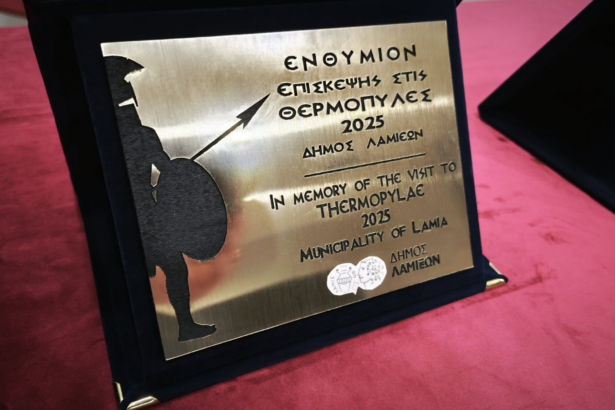 ΕΝΘΥΜΙΟΝ
ΕΠΙΣΚΕΨΗΣ ΣΤΙΣ
ΘΕΡΜΟΠΥΛΕΣ
2025
ΔΗΜΟΣ ΛΑΜΙΕΩΝ
IN MEMORY OF THE VISIT TO
THERMOPYLAE
2025
MUNICIPALITY OF LAMIA
ΔΗΜΟΣ
ΛΑΜΙΕΩΝ